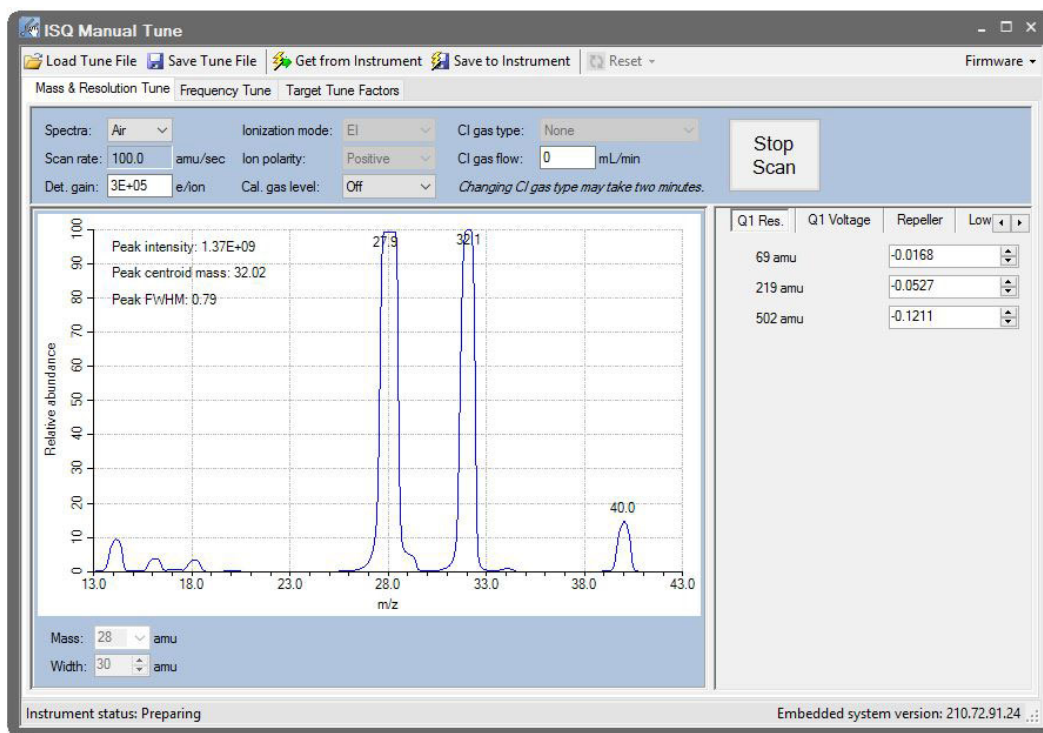 ISQ Manual Tune
Load Tune File Save Tune File Get from Instrument Save to Instrument Reset Firmware
Mass & Resolution Tune Frequency Tune Target Tune Factors
Spectra: Air Ionization mode: EI CI gas type: None
Scan rate: 100.0 amu/sec Ion polarity: Positive CI gas flow: 0 mL/min
Det. gain: 3E+05 e/ion Cal. gas level: Off Changing CI gas type may take two minutes.
Stop
Scan
Q1 Res. Q1 Voltage Repeller Low
69 amu -0.0168
219 amu -0.0527
502 amu -0.1211
Peak intensity: 1.37E+09
Peak centroid mass: 32.02
Peak FWHM: 0.79
27.9 32.1
40.0
Relative abundance
100
90
80
70
60
50
40
30
20
10
0
13.0 18.0 23.0 28.0 33.0 38.0 43.0
m/z
Mass: 28 amu
Width: 30 amu
Instrument status: Preparing Embedded system version: 210.72.91.24